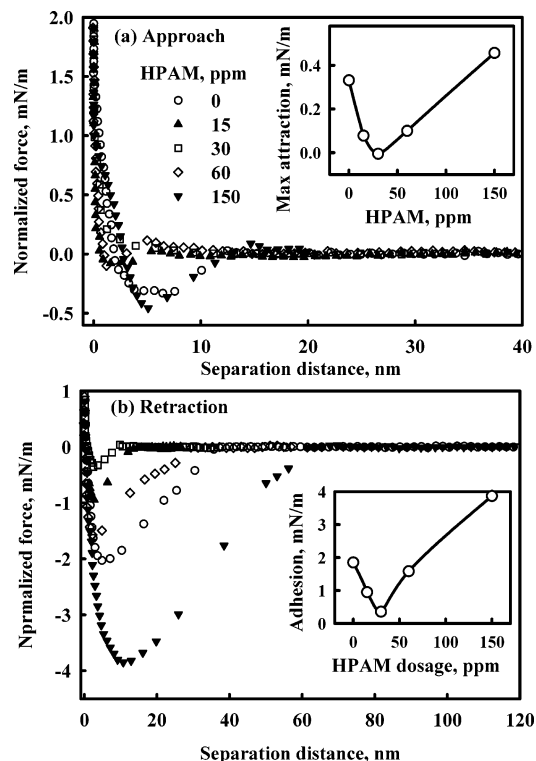 (a) Approach
HPAM, ppm
0
15
30
60
150
Normalized force, mN/m
2.0
1.5
1.0
0.5
0.0
-0.5
0 10 20 30 40
Separation distance, nm
Max attraction, mN/m
0.4
0.2
0.0
0 50 100 150
HPAM, ppm
(b) Retraction
Nprmalized force, mN/m
1
0
-1
-2
-3
-4
0 20 40 60 80 100 120
Separation distance, nm
Adhesion, mN/m
4
3
2
1
0
0 50 100 150
HPAM dosage, ppm